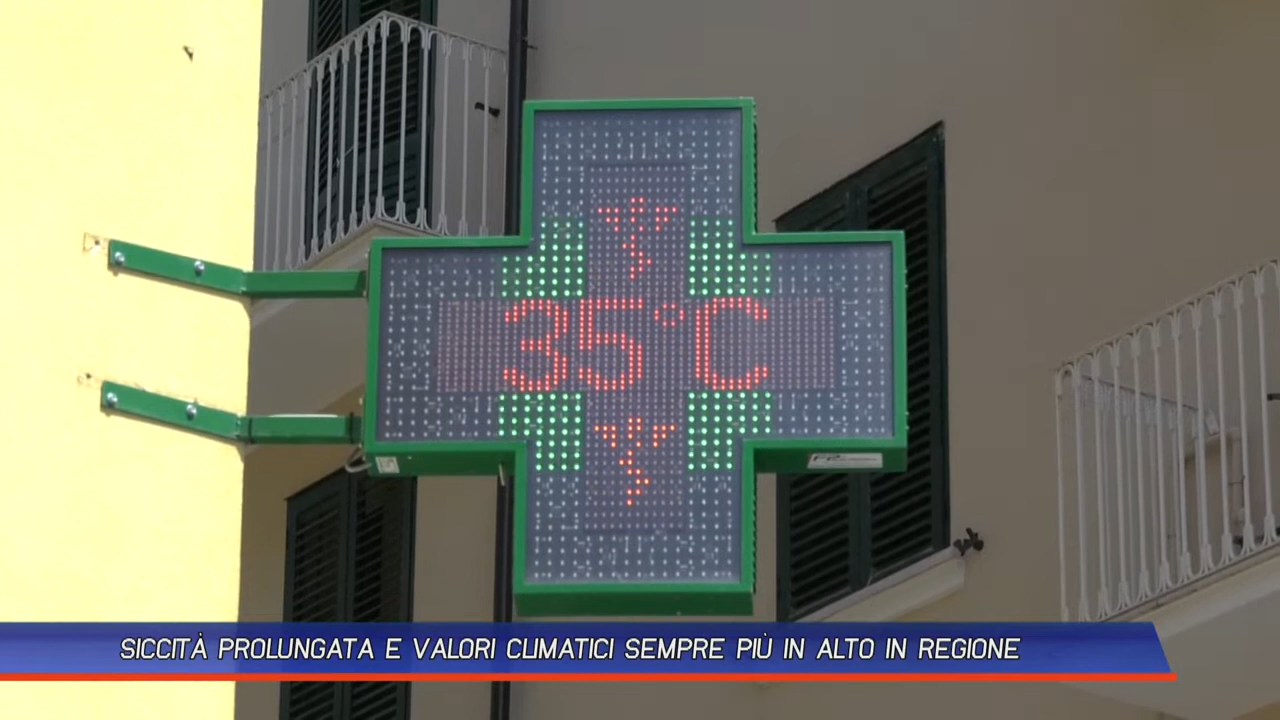 35°C
SICCITÀ PROLUNGATA E VALORI CLIMATICI SEMPRE PIÙ IN ALTO IN REGIONE